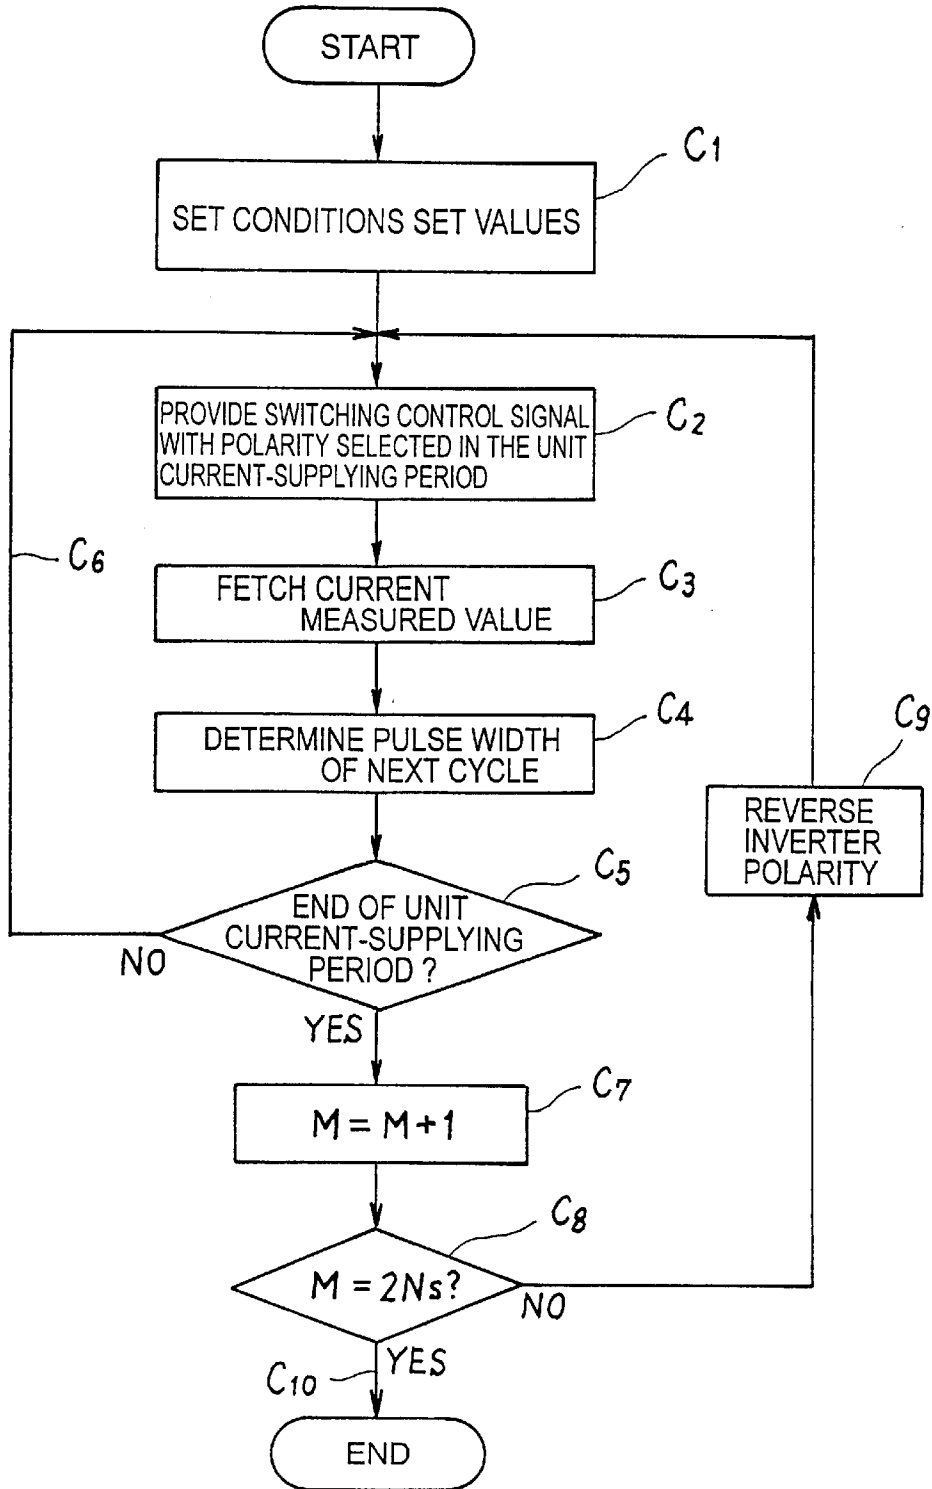 START
C1
SET CONDITIONS SET VALUES
PROVIDE SWITCHING CONTROL SIGNAL
WITH POLARITY SELECTED IN THE UNIT
CURRENT-SUPPLYING PERIOD
C2
C6
FETCH CURRENT
MEASURED VALUE
C3
DETERMINE PULSE WIDTH
OF NEXT CYCLE
C4
C9
REVERSE
INVERTER
POLARITY
C5
END OF UNIT
CURRENT-SUPPLYING
PERIOD ?
NO
YES
C7
M = M+1
C8
M = 2Ns?
NO
YES
C10
END